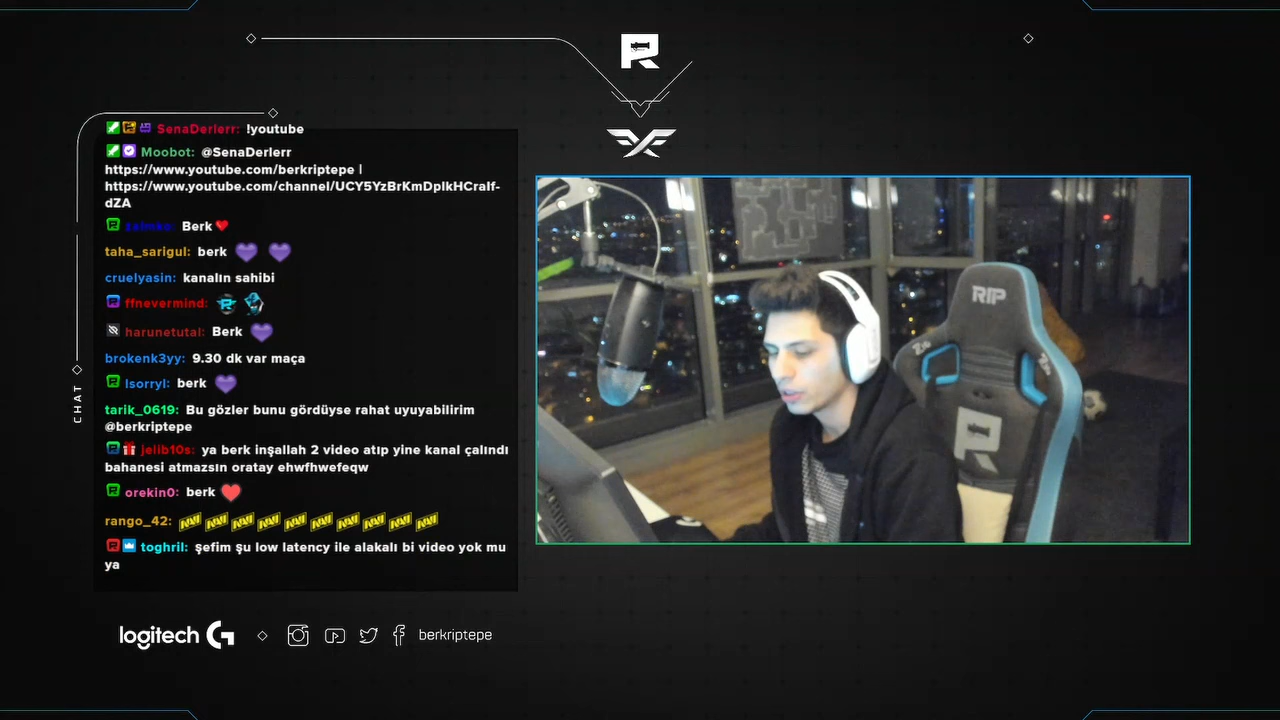 SenaDerlerr: !youtube
Moobot: @SenaDerlerr
https://www.youtube.com/berkriptepe |
https://www.youtube.com/channel/UCY5YzBrKmDplkHCraIf-
dZA
Berk
taha_sarigul: berk
cruelyasin: kanalın sahibi
ffnevermind:
harunetutal: Berk
brokenk3yy: 9.30 dk var maça
lsorryl: berk
tarik_0619: Bu gözler bunu gördüyse rahat uyuyabilirim
@berkriptepe
jelib10s: ya berk inşallah 2 video atıp yine kanal çalındı
bahanesi atmazsın oratay ehwfhwefeqw
orekin0: berk
rango_42:
toghril: şefim şu low latency ile alakalı bi video yok mu
ya
CHAT
RIP
logitech G
berkriptepe